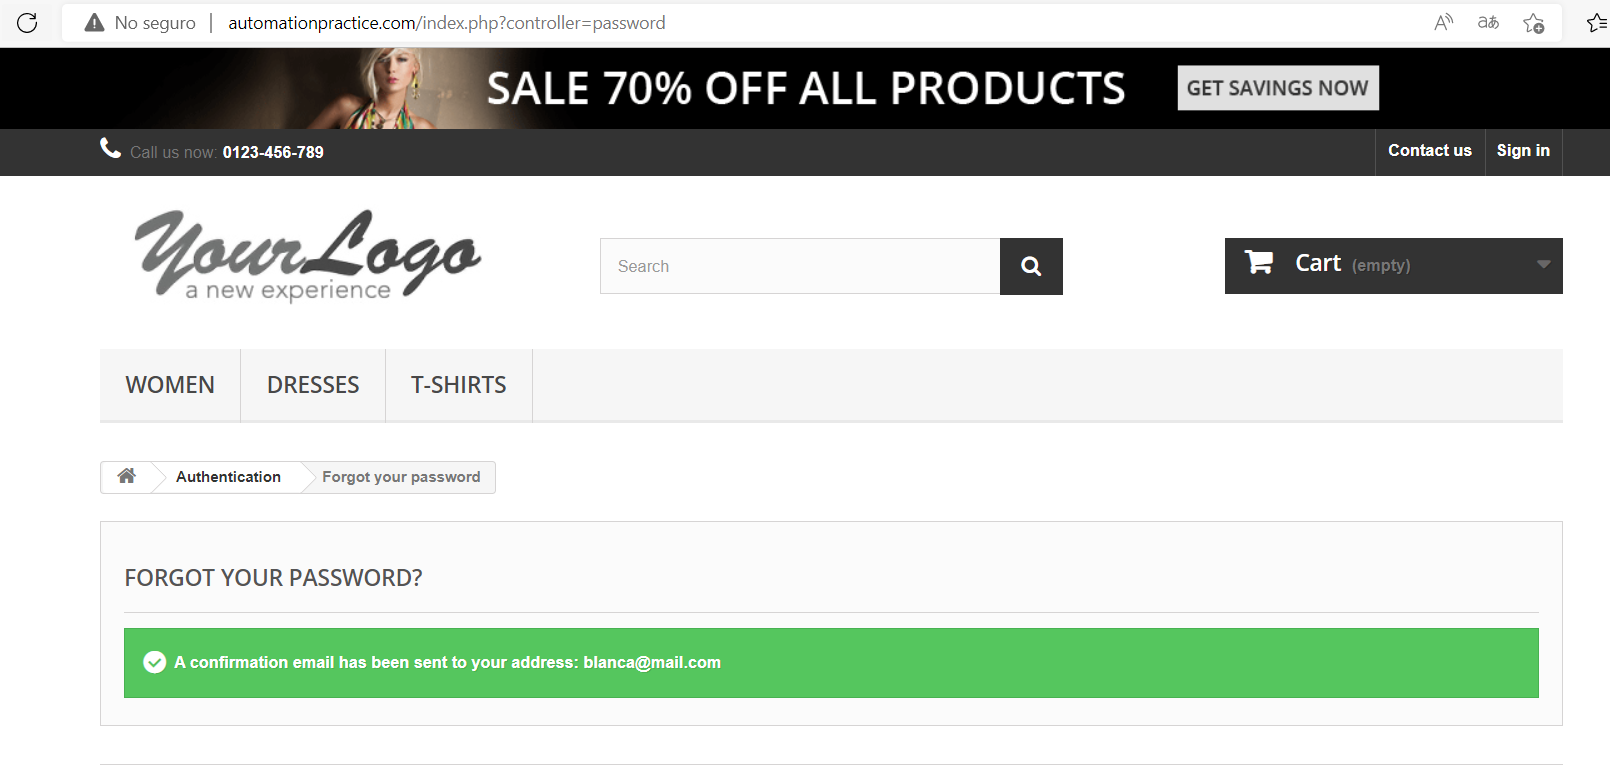 No seguro | automationpractice.com/index.php?controller=password
SALE 70% OFF ALL PRODUCTS GET SAVINGS NOW
Call us now: 0123-456-789 Contact us Sign in
Your Logo
a new experience
Search
Cart (empty)
WOMEN DRESSES T-SHIRTS
Authentication Forgot your password
FORGOT YOUR PASSWORD?
A confirmation email has been sent to your address: blanca@mail.com